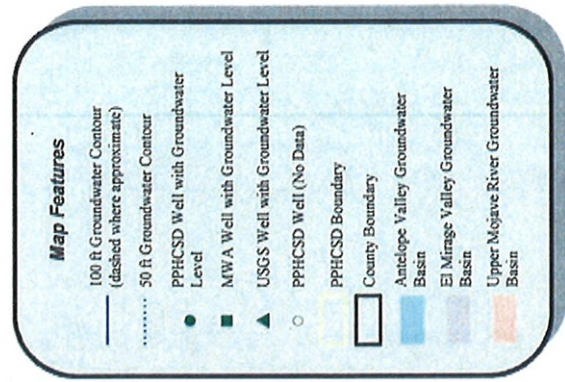 Map Features
100 ft Groundwater Contour
(dashed where approximate)
50 ft Groundwater Contour
PPHCSD Well with Groundwater
Level
MWA Well with Groundwater Level
USGS Well with Groundwater Level
PPHCSD Well (No Data)
PPHCSD Boundary
County Boundary
Antelope Valley Groundwater
Basin
El Mirage Valley Groundwater
Basin
Upper Mojave River Groundwater
Basin